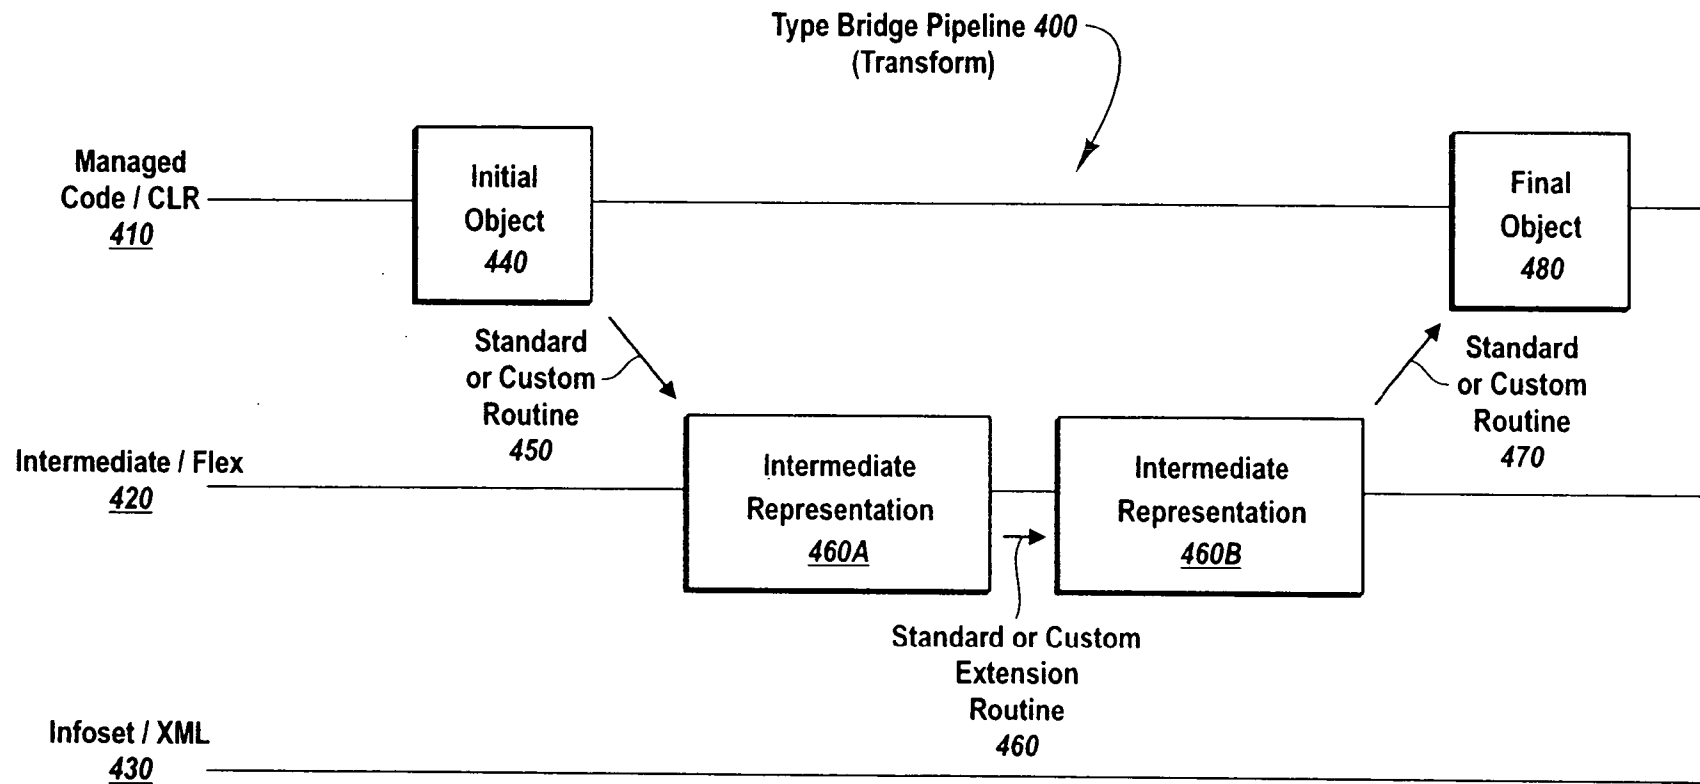 Type Bridge Pipeline 400
(Transform)
Managed
Code / CLR
410
Initial
Object
440
Final
Object
480
Standard
or Custom
Routine
450
Standard
or Custom
Routine
470
Intermediate / Flex
420
Intermediate
Representation
460A
Intermediate
Representation
460B
Standard or Custom
Extension
Routine
460
Infoset / XML
430